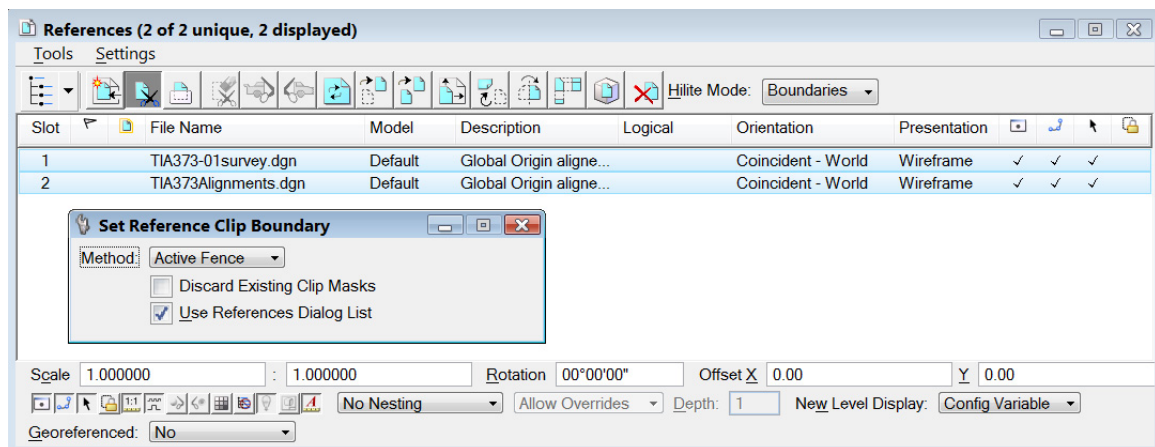 References (2 of 2 unique, 2 displayed)
Tools Settings
Hilite Mode: Boundaries
Slot File Name Model Description Logical Orientation Presentation
1 TIA373-01survey.dgn Default Global Origin aligne... Coincident - World Wireframe ✓ ✓ ✓
2 TIA373Alignments.dgn Default Global Origin aligne... Coincident - World Wireframe ✓ ✓ ✓
Set Reference Clip Boundary
Method: Active Fence
Discard Existing Clip Masks
Use References Dialog List
Scale 1.000000 : 1.000000 Rotation 00°00'00" Offset X 0.00 Y 0.00
1:1 No Nesting Allow Overrides Depth: 1 New Level Display: Config Variable
Georeferenced: No